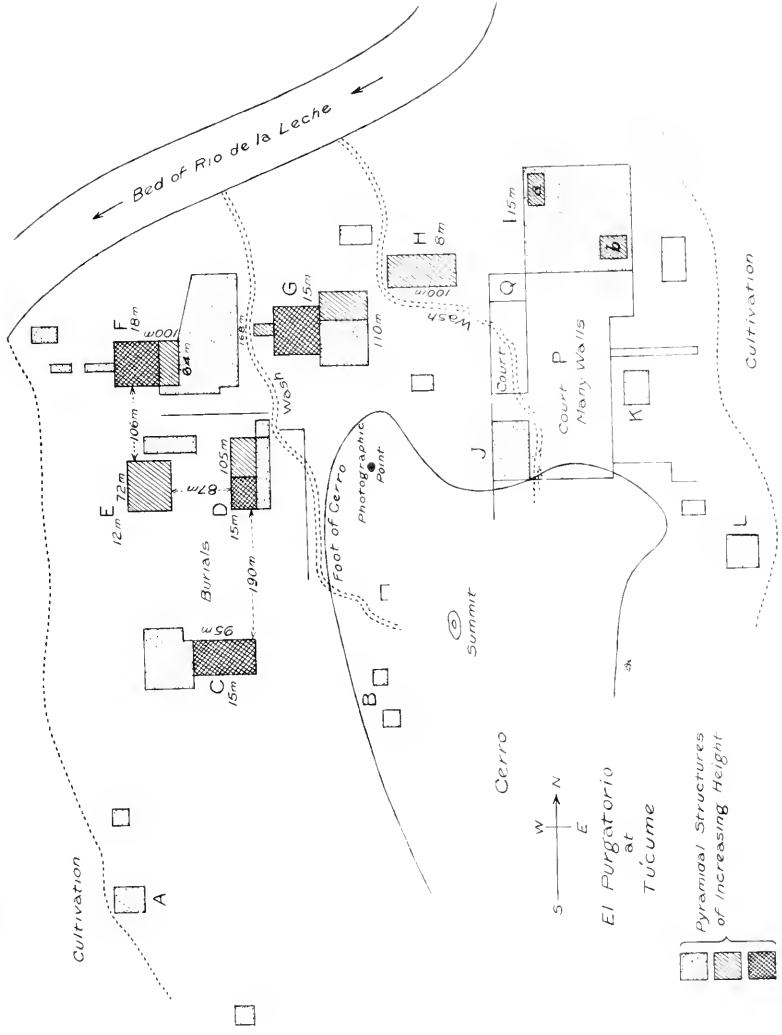 Bed of Rio de la Leche
F
18m
100m
64m
106m
E
72m
12m
87m
D
105m
15m
Burials
190m
C
95m
15m
Wash
168m
G
15m
110m
H
8m
100m
Wash
I
15m
a
b
Q
Court
Court P
Many Walls
J
K
L
Cultivation
Foot of Cerro
Photographic
Point
Summit
B
Cerro
A
Cultivation
W
S
N
E
El Purgatorio
at
Túcume
Pyramidal Structures
of Increasing Height